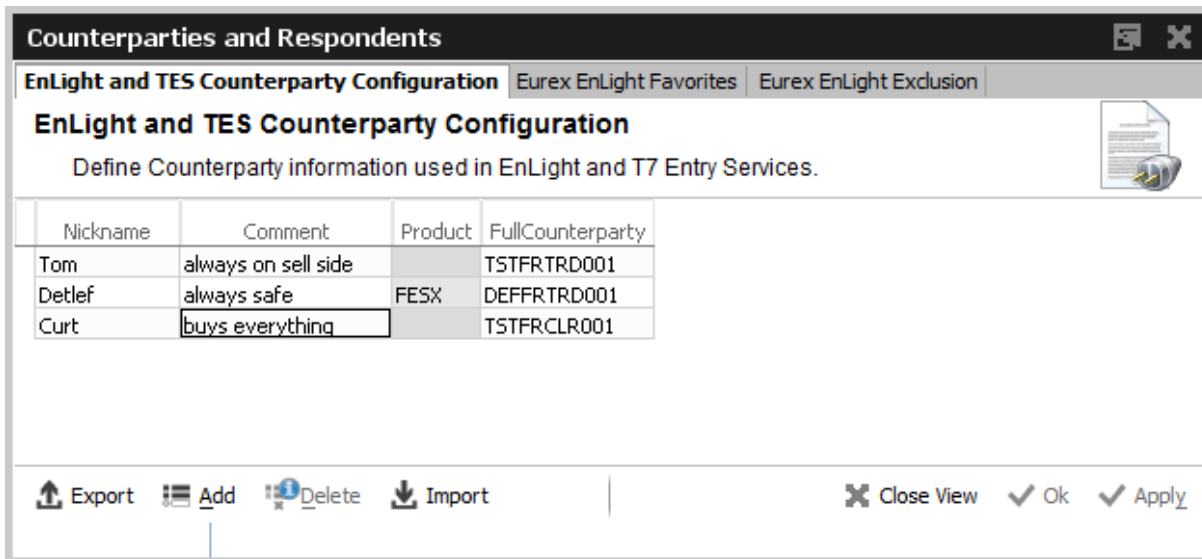 Counterparties and Respondents
EnLight and TES Counterparty Configuration Eurex EnLight Favorites Eurex EnLight Exclusion
EnLight and TES Counterparty Configuration
Define Counterparty information used in EnLight and T7 Entry Services.
Nickname Comment Product FullCounterparty
Tom always on sell side TSTFRTRD001
Detlef always safe FESX DEFFRTRD001
Curt buys everything TSTFRCLR001
Export Add Delete Import Close View Ok Apply